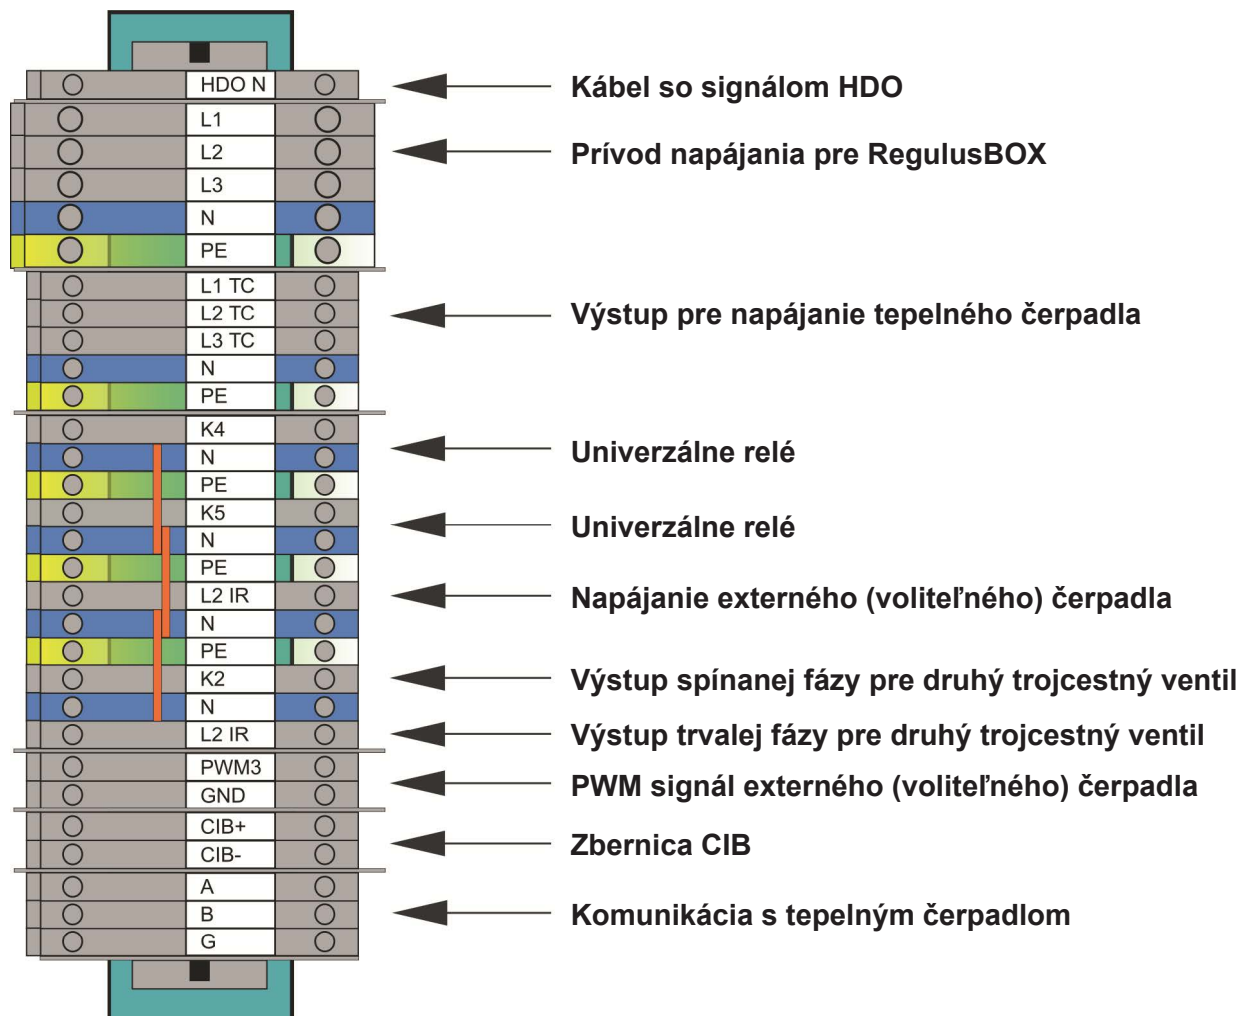 HDO N
Kábel so signálom HDO
L1
L2
Prívod napájania pre RegulusBOX
L3
N
PE
L1 TC
L2 TC
Výstup pre napájanie tepelného čerpadla
L3 TC
N
PE
K4
N
Univerzálne relé
PE
K5
Univerzálne relé
N
PE
L2 IR
Napájanie externého (voliteľného) čerpadla
N
PE
K2
Výstup spínanej fázy pre druhý trojcestný ventil
N
L2 IR
Výstup trvalej fázy pre druhý trojcestný ventil
PWM3
PWM signál externého (voliteľného) čerpadla
GND
CIB+
Zbernica CIB
CIB-
A
B
Komunikácia s tepelným čerpadlom
G